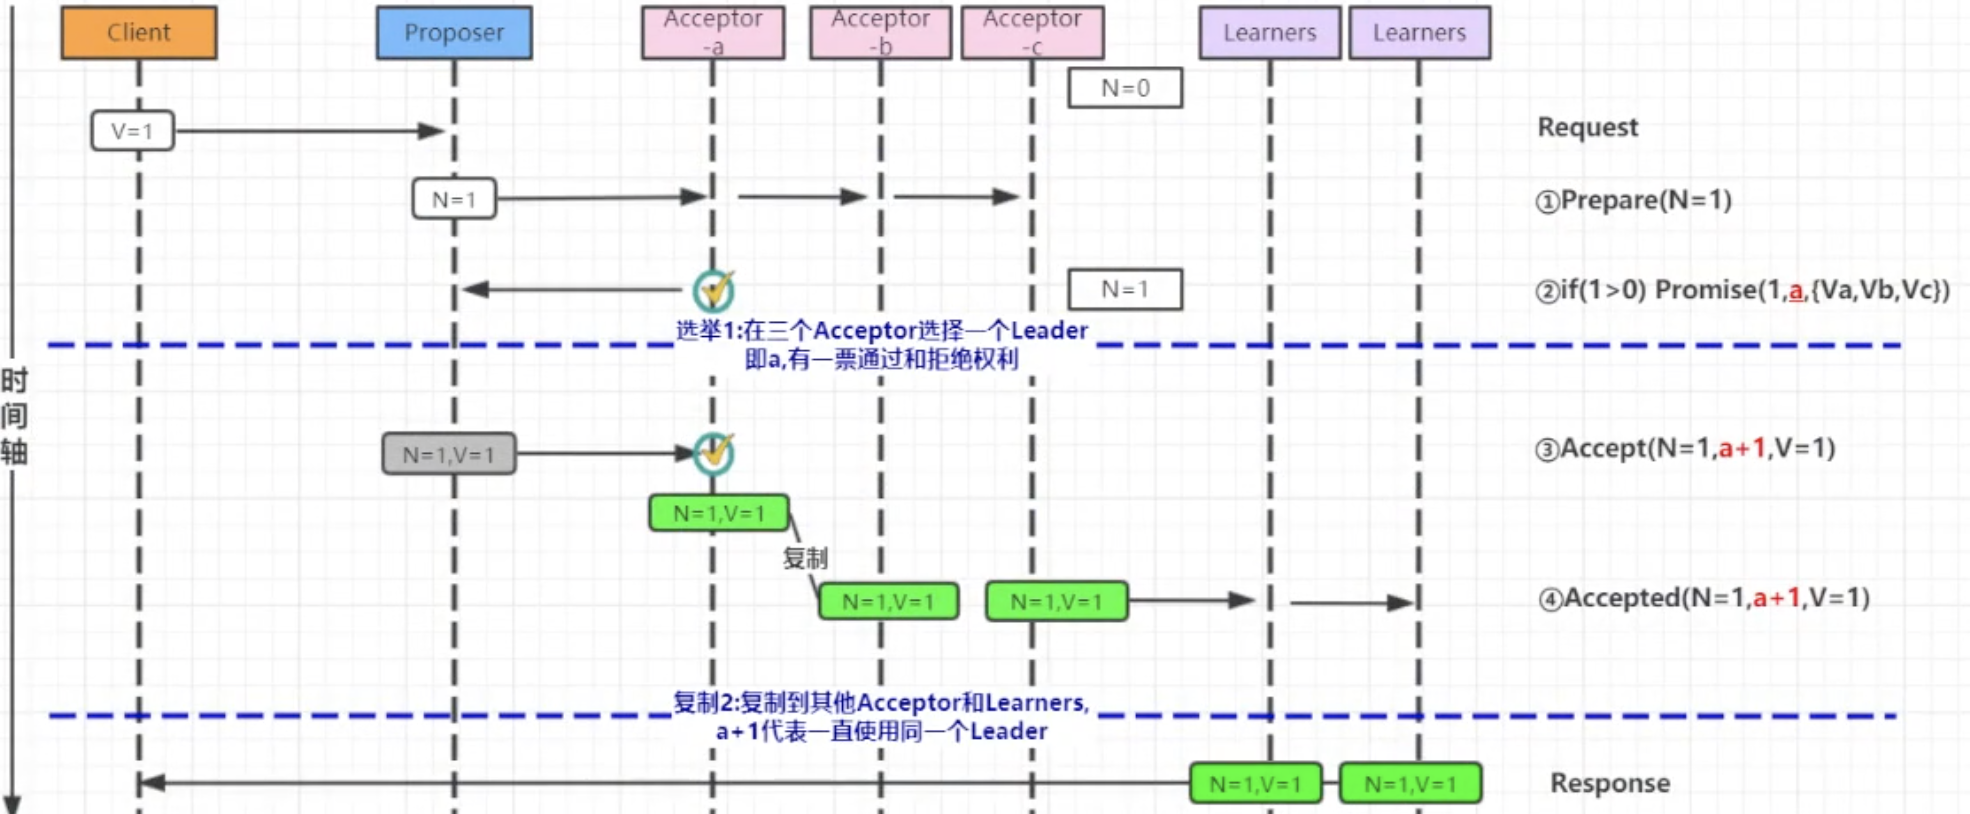 Client
Proposer
Acceptor
-a
Acceptor
-b
Acceptor
-c
Learners
Learners
N=0
V=1
Request
N=1
①Prepare(N=1)
N=1
②if(1>0) Promise(1,a,{Va,Vb,Vc})
选举1:在三个Acceptor选择一个Leader
即a,有一票通过和拒绝权利
时
间
轴
N=1,V=1
③Accept(N=1,a+1,V=1)
N=1,V=1
复制
N=1,V=1
N=1,V=1
④Accepted(N=1,a+1,V=1)
复制2:复制到其他Acceptor和Learners,
a+1代表一直使用同一个Leader
N=1,V=1
N=1,V=1
Response